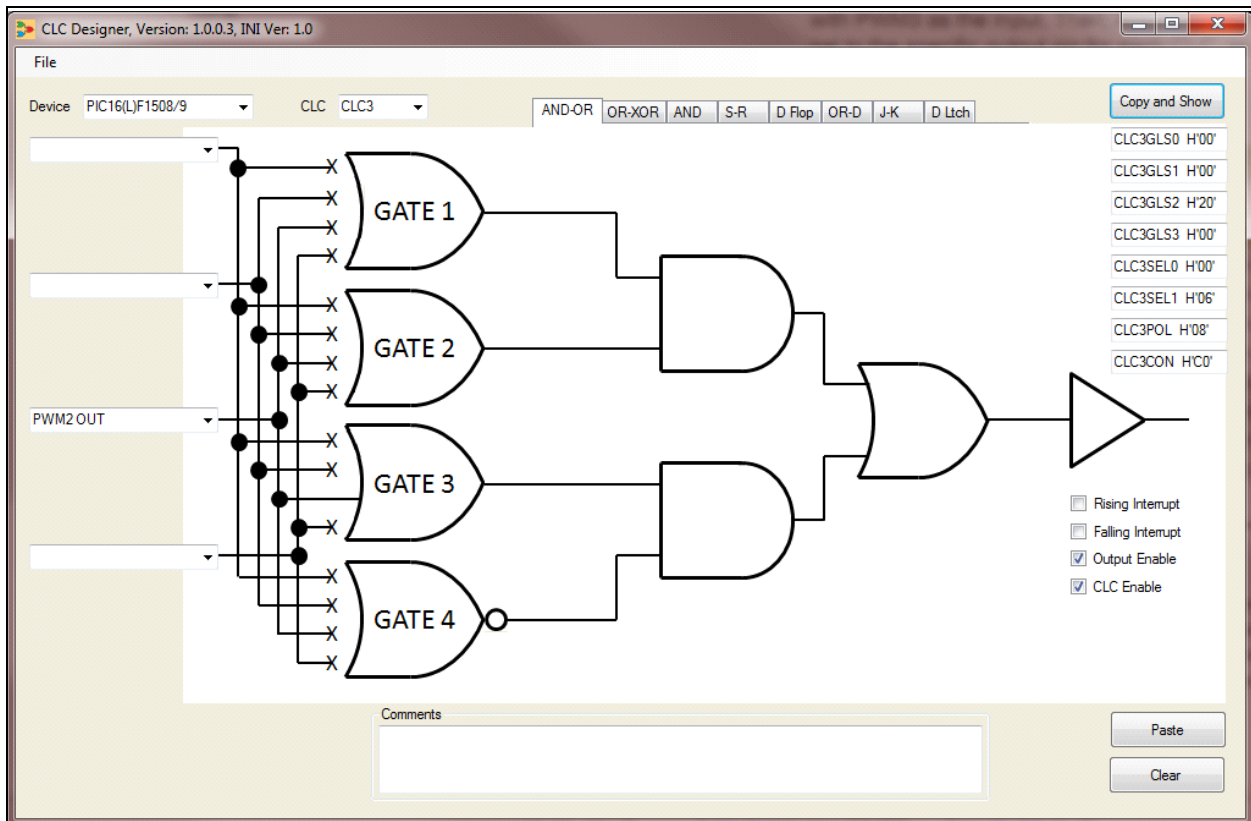 CLC Designer, Version: 1.0.0.3, INI Ver: 1.0
File
Device PIC16(L)F1508/9 CLC CLC3
AND-OR OR-XOR AND S-R D Flop OR-D J-K D Ltch
Copy and Show
CLC3GLS0 H'00'
CLC3GLS1 H'00'
CLC3GLS2 H'20'
CLC3GLS3 H'00'
CLC3SEL0 H'00'
CLC3SEL1 H'06'
CLC3POL H'08'
CLC3CON H'C0'
X
X
X
X
GATE 1
X
X
X
X
GATE 2
PWM2 OUT
X
X
X
GATE 3
X
X
X
X
GATE 4
Rising Interrupt
Falling Interrupt
Output Enable
CLC Enable
Comments
Paste
Clear